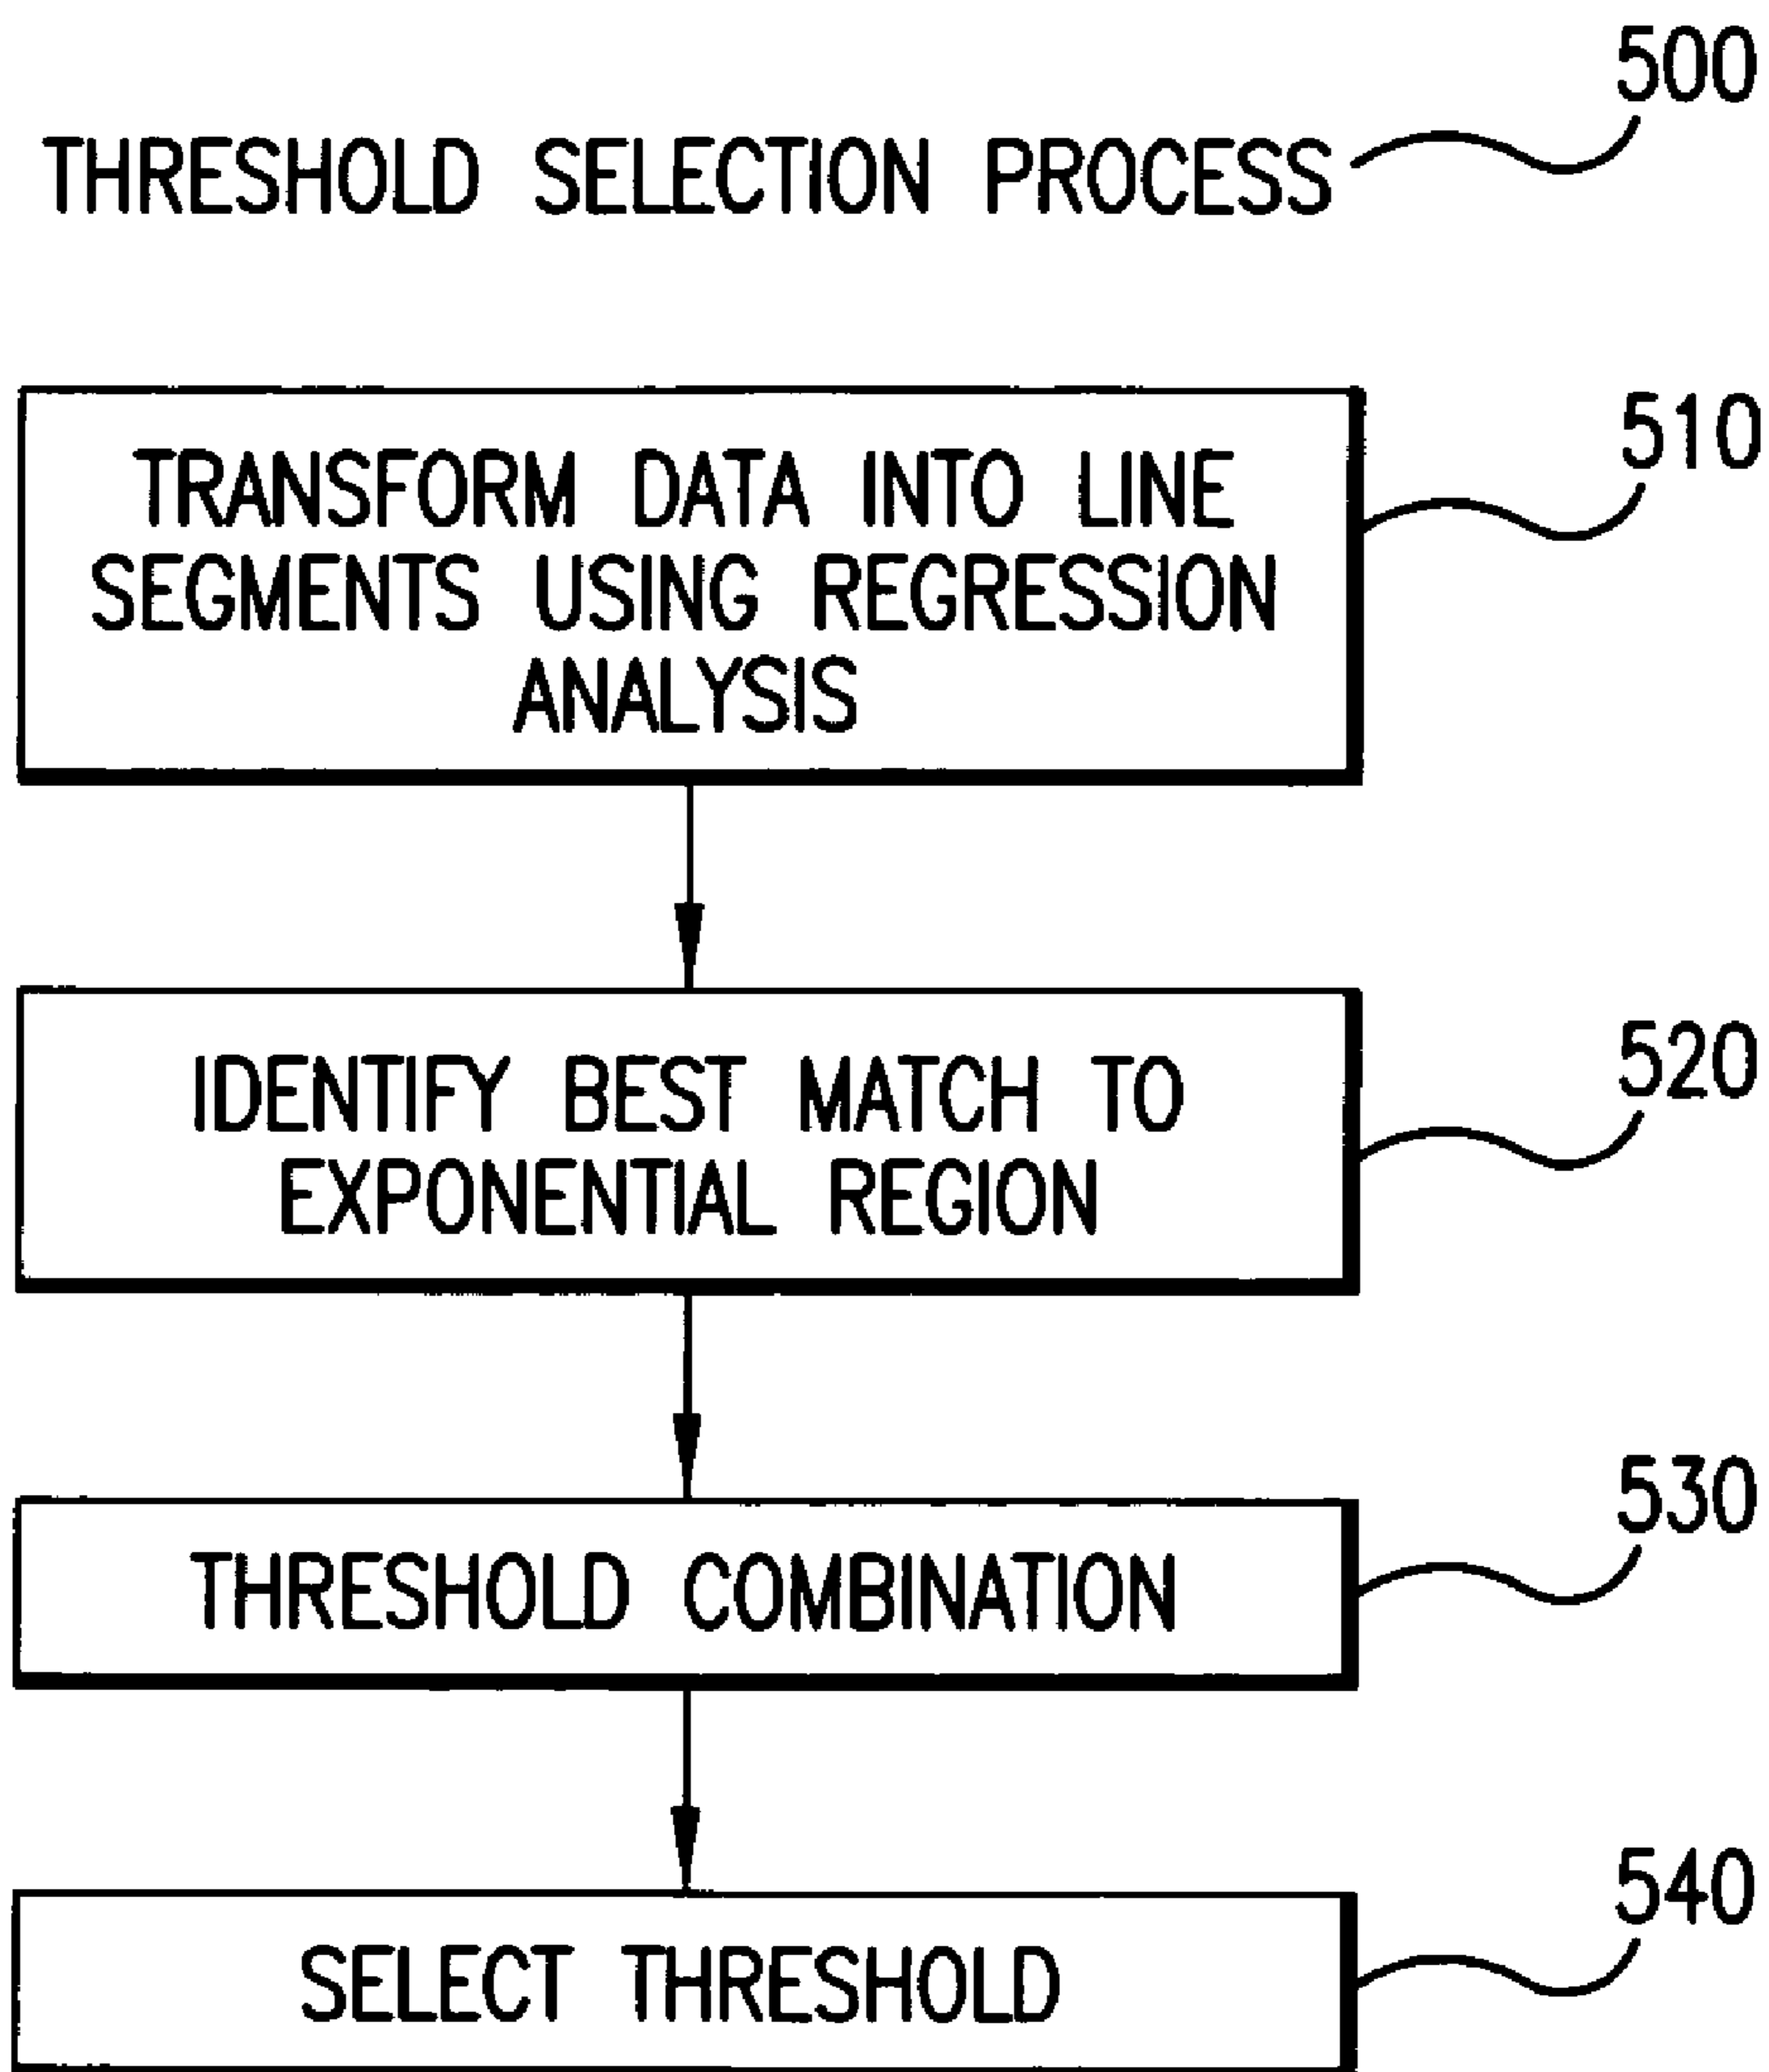 500
THRESHOLD SELECTION PROCESS
510
TRANSFORM DATA INTO LINE
SEGMENTS USING REGRESSION
ANALYSIS
520
IDENTIFY BEST MATCH TO
EXPONENTIAL REGION
530
THRESHOLD COMBINATION
540
SELECT THRESHOLD